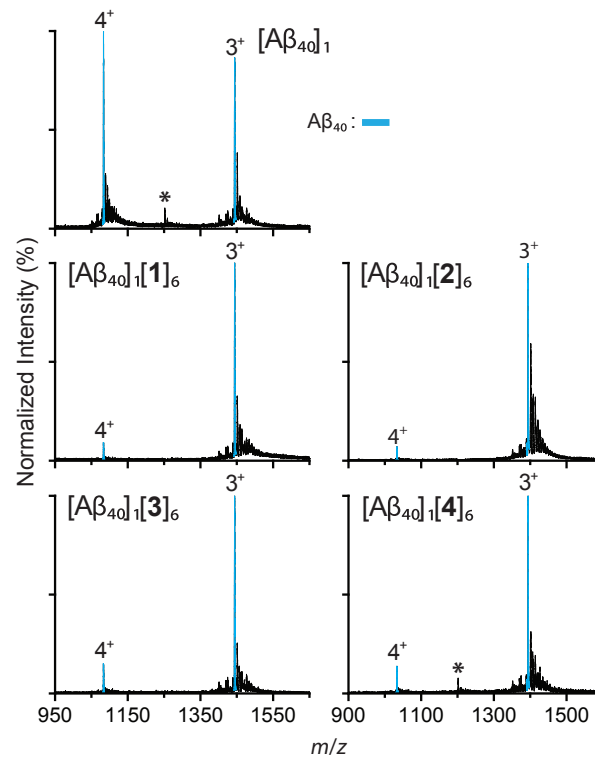 4⁺
3⁺
[Aβ₄₀]₁
Aβ₄₀ :
*
Normalized Intensity (%)
[Aβ₄₀]₁[1]₆
3⁺
4⁺
[Aβ₄₀]₁[2]₆
3⁺
4⁺
[Aβ₄₀]₁[3]₆
3⁺
4⁺
[Aβ₄₀]₁[4]₆
3⁺
4⁺
*
950 1150 1350 1550
900 1100 1300 1500
m/z